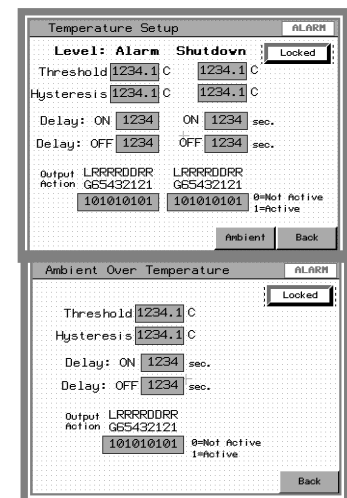 Temperature Setup ALARM
Level: Alarm Shutdown Locked
Threshold 1234.1 C 1234.1 C
Hysteresis 1234.1 C 1234.1 C
Delay: ON 1234 ON 1234 sec.
Delay: OFF 1234 OFF 1234 sec.
Output LRRRRDDRR LRRRRDDRR
Action G65432121 G65432121
101010101 101010101 0=Not Active
1=Active
Ambient Back
Ambient Over Temperature ALARM
Locked
Threshold 1234.1 C
Hysteresis 1234.1 C
Delay: ON 1234 sec.
Delay: OFF 1234 sec.
Output LRRRRDDRR
Action G65432121
101010101 0=Not Active
1=Active
Back